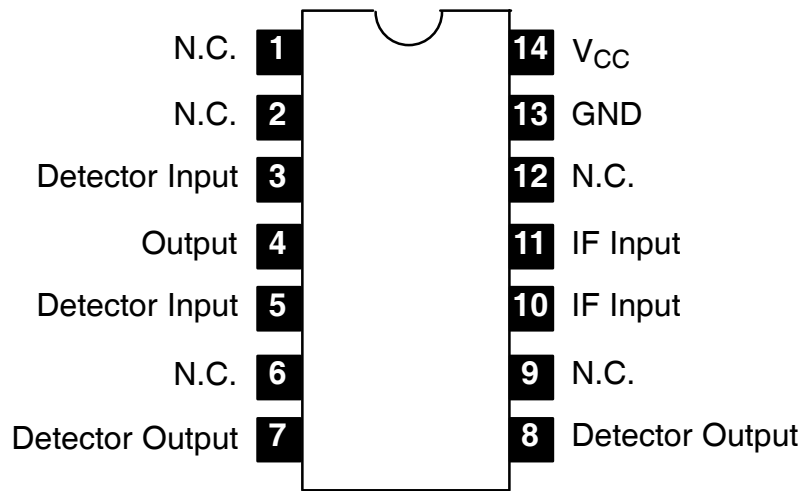 N.C. 1 14 VCC
N.C. 2 13 GND
Detector Input 3 12 N.C.
Output 4 11 IF Input
Detector Input 5 10 IF Input
N.C. 6 9 N.C.
Detector Output 7 8 Detector Output